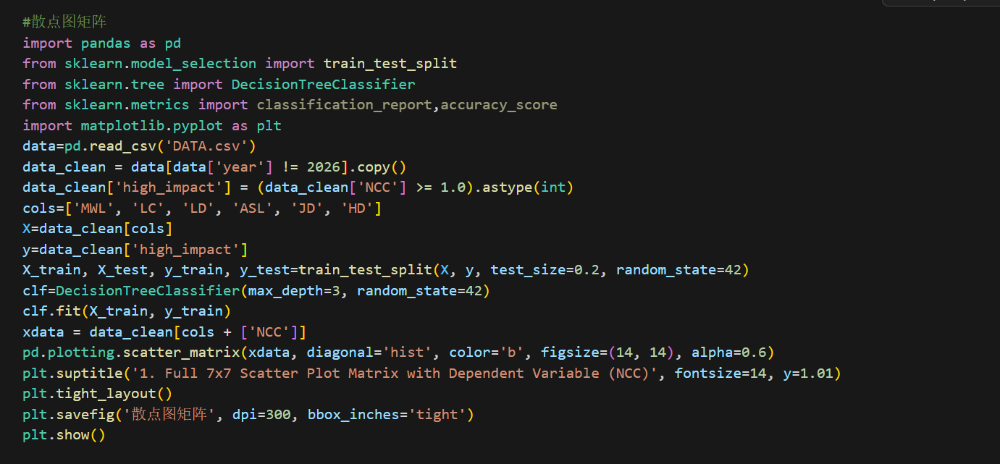 #散点图矩阵
import pandas as pd
from sklearn.model_selection import train_test_split
from sklearn.tree import DecisionTreeClassifier
from sklearn.metrics import classification_report,accuracy_score
import matplotlib.pyplot as plt
data=pd.read_csv('DATA.csv')
data_clean = data[data['year'] != 2026].copy()
data_clean['high_impact'] = (data_clean['NCC'] >= 1.0).astype(int)
cols=['MWL', 'LC', 'LD', 'ASL', 'JD', 'HD']
X=data_clean[cols]
y=data_clean['high_impact']
X_train, X_test, y_train, y_test=train_test_split(X, y, test_size=0.2, random_state=42)
clf=DecisionTreeClassifier(max_depth=3, random_state=42)
clf.fit(X_train, y_train)
xdata = data_clean[cols + ['NCC']]
pd.plotting.scatter_matrix(xdata, diagonal='hist', color='b', figsize=(14, 14), alpha=0.6)
plt.suptitle('1. Full 7x7 Scatter Plot Matrix with Dependent Variable (NCC)', fontsize=14, y=1.01)
plt.tight_layout()
plt.savefig('散点图矩阵', dpi=300, bbox_inches='tight')
plt.show()